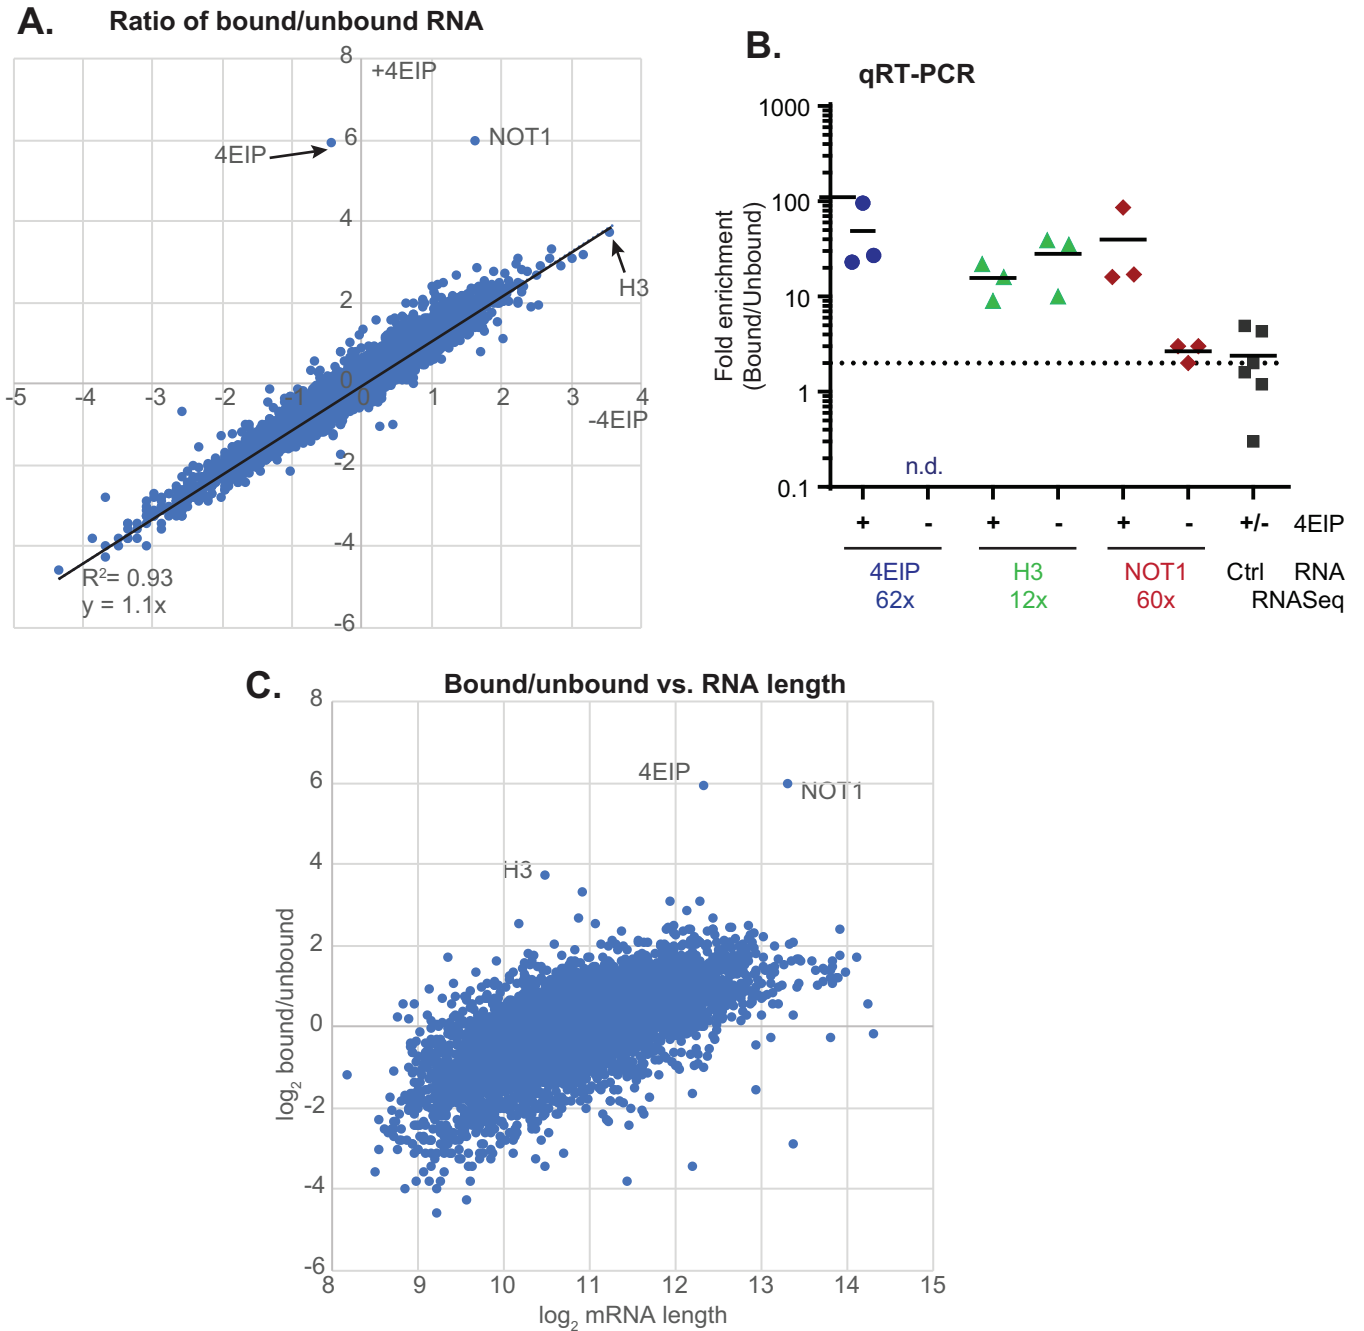 A.
Ratio of bound/unbound RNA
8
+4EIP
6
4EIP
NOT1
4
H3
2
0
-5 -4 -3 -2 -1 0 1 2 3 4
-4EIP
-2
-4
R²= 0.93
y = 1.1x
-6
B.
qRT-PCR
Fold enrichment
(Bound/Unbound)
1000
100
10
1
0.1
n.d.
+ - + - + - +/- 4EIP
4EIP H3 NOT1 Ctrl RNA
62x 12x 60x RNASeq
C.
Bound/unbound vs. RNA length
8
6
4EIP
NOT1
4
H3
2
0
-2
-4
-6
log₂ bound/unbound
8 9 10 11 12 13 14 15
log₂ mRNA length